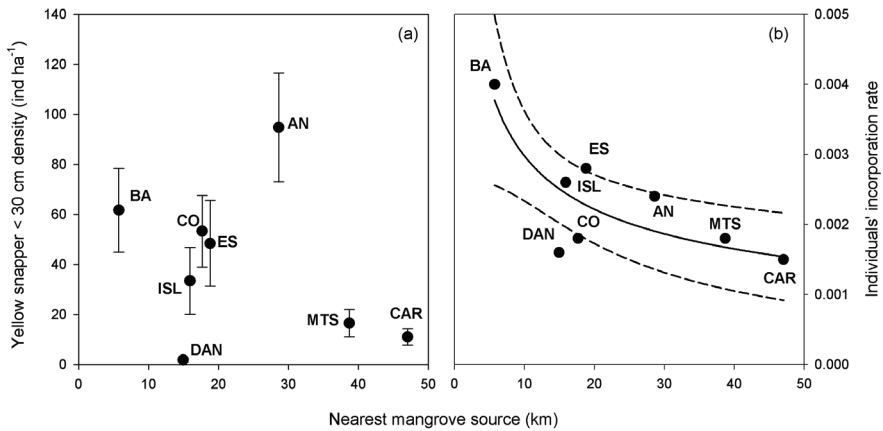 Yellow snapper < 30 cm density (ind ha⁻¹)
140
120
100
80
60
40
20
0
(a)
BA
AN
CO
ES
ISL
DAN
MTS
CAR
0 10 20 30 40 50
(b)
BA
ES
ISL
AN
CO
DAN
MTS
CAR
0 10 20 30 40 50
0.005
0.004
0.003
0.002
0.001
0.000
Individuals' incorporation rate
Nearest mangrove source (km)